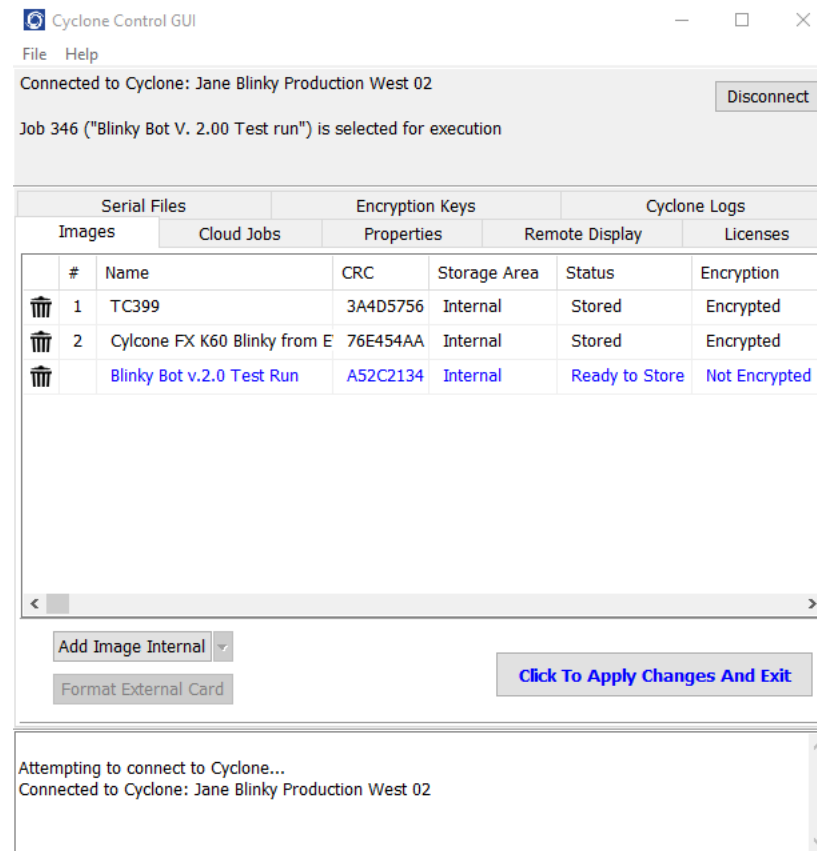 Cyclone Control GUI
File Help
Connected to Cyclone: Jane Blinky Production West 02
Disconnect
Job 346 ("Blinky Bot V. 2.00 Test run") is selected for execution
Serial Files Encryption Keys Cyclone Logs
Images Cloud Jobs Properties Remote Display Licenses
# Name CRC Storage Area Status Encryption
1 TC399 3A4D5756 Internal Stored Encrypted
2 Cylcone FX K60 Blinky from E 76E454AA Internal Stored Encrypted
Blinky Bot v.2.0 Test Run A52C2134 Internal Ready to Store Not Encrypted
Add Image Internal
Click To Apply Changes And Exit
Format External Card
Attempting to connect to Cyclone...
Connected to Cyclone: Jane Blinky Production West 02